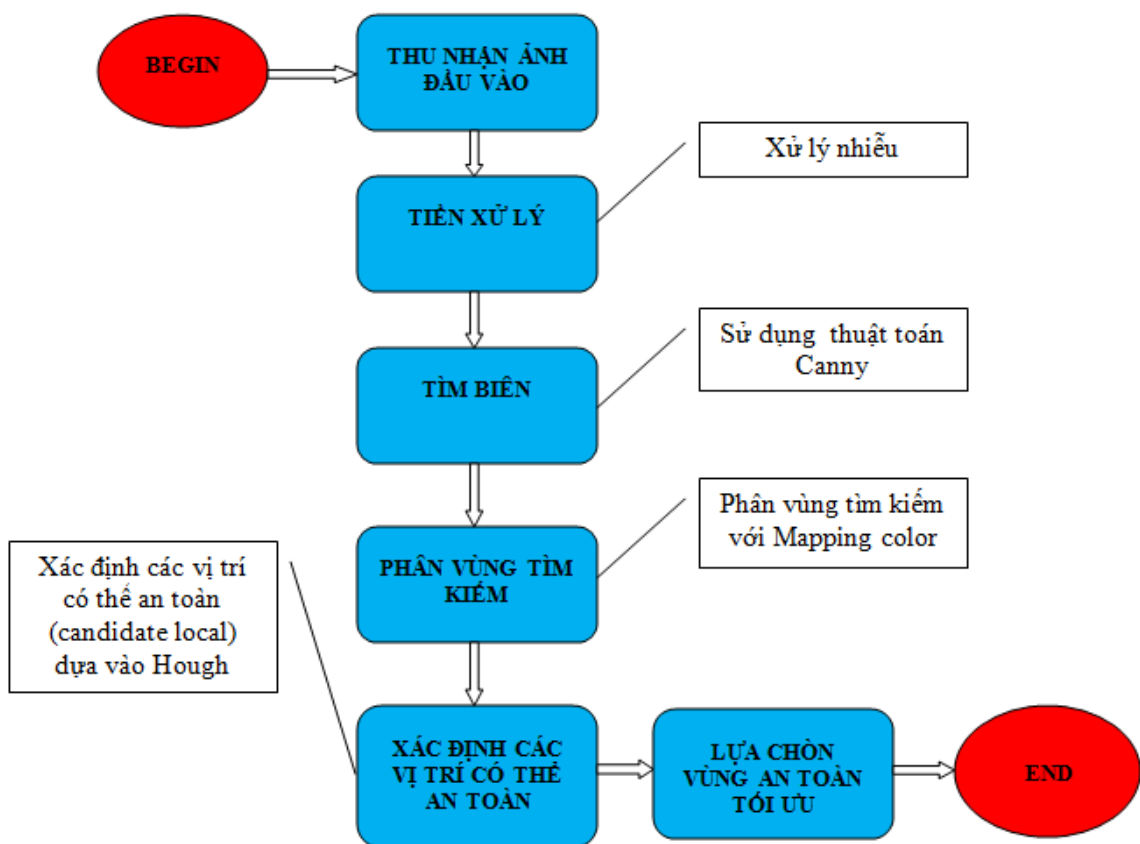 BEGIN
THU NHẬN ẢNH
ĐẦU VÀO
Xử lý nhiễu
TIỀN XỬ LÝ
Sử dụng thuật toán
Canny
TÌM BIÊN
Phân vùng tìm kiếm
với Mapping color
PHÂN VÙNG TÌM
KIẾM
Xác định các vị trí
có thể an toàn
(candidate local)
dựa vào Hough
XÁC ĐỊNH CÁC
VỊ TRÍ CÓ THỂ
AN TOÀN
LỰA CHÒN
VÙNG AN TOÀN
TỐI ƯU
END